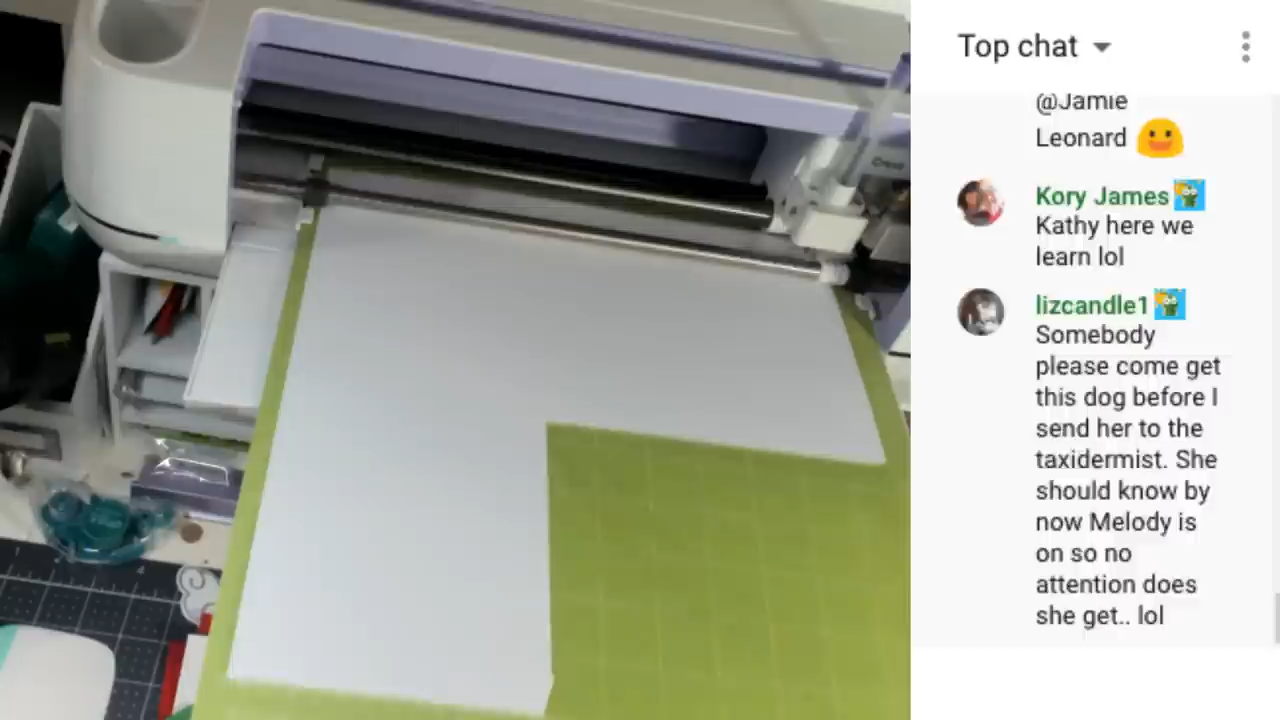 Top chat
@Jamie
Leonard
Kory James
Kathy here we
learn lol
lizcandle1
Somebody
please come get
this dog before I
send her to the
taxidermist. She
should know by
now Melody is
on so no
attention does
she get.. lol